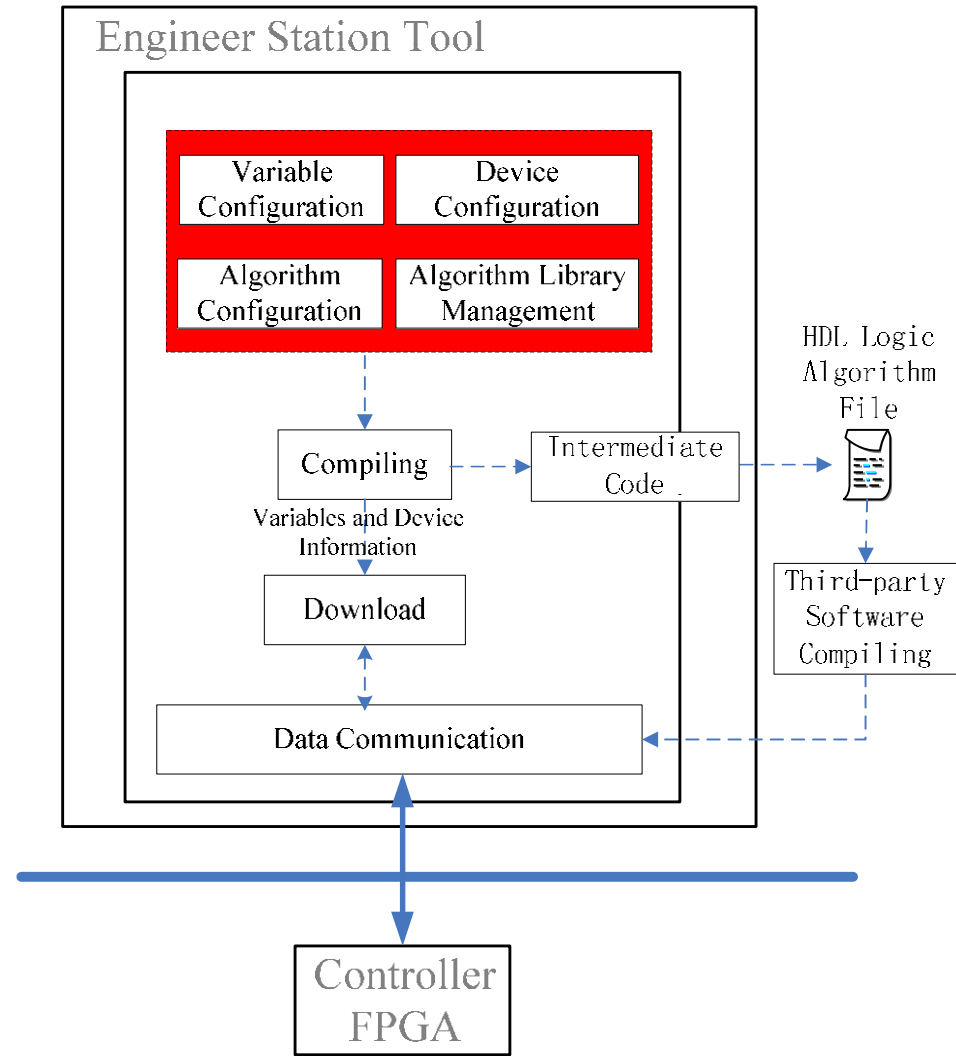 Engineer Station Tool
Variable
Configuration
Device
Configuration
Algorithm
Configuration
Algorithm Library
Management
HDL Logic
Algorithm
File
Compiling
Intermediate
Code
Variables and Device
Information
Third-party
Software
Compiling
Download
Data Communication
Controller
FPGA